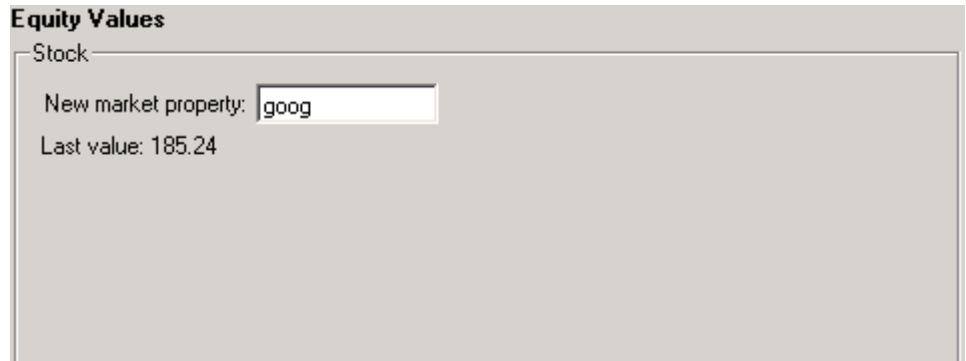 Equity Values
Stock
New market property: goog
Last value: 185.24